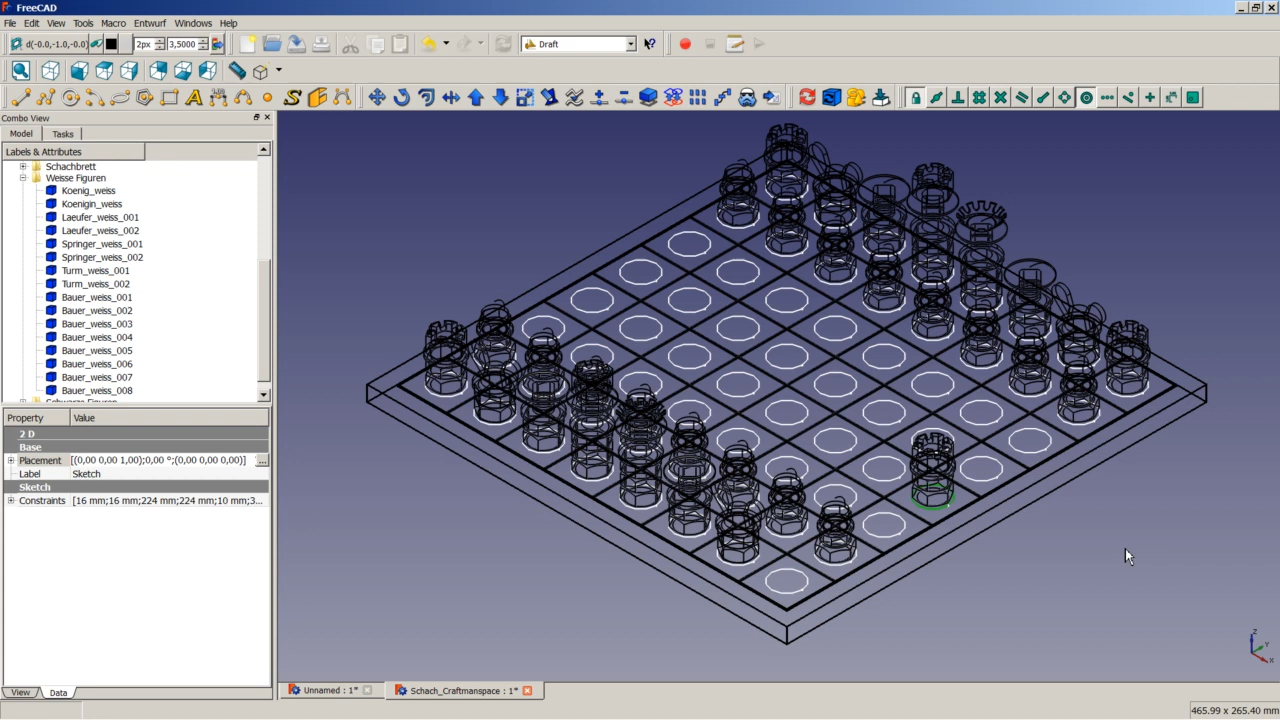 FreeCAD
File Edit View Tools Macro Entwurf Windows Help
d(-0.0,-1.0,-0.0) 2px 3,5000 Draft
Combo View
Model Tasks
Labels & Attributes
Schachbrett
Weisse Figuren
Koenig_weiss
Koenigin_weiss
Laeufer_weiss_001
Laeufer_weiss_002
Springer_weiss_001
Springer_weiss_002
Turm_weiss_001
Turm_weiss_002
Bauer_weiss_001
Bauer_weiss_002
Bauer_weiss_003
Bauer_weiss_004
Bauer_weiss_005
Bauer_weiss_006
Bauer_weiss_007
Bauer_weiss_008
Property Value
2 D
Base
Placement [(0,00 0,00 1,00);0,00 °;(0,00 0,00 0,00)] ...
Label Sketch
Sketch
Constraints [16 mm;16 mm;224 mm;224 mm;10 mm;3...
Z
Y
X
View Data
Unnamed : 1* Schach_Craftmanspace : 1*
465.99 x 265.40 mm